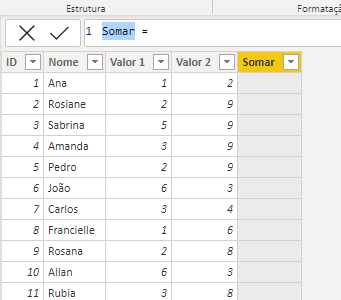 Estrutura Formatação
1 Somar =
ID Nome Valor 1 Valor 2 Somar
1 Ana 1 2
2 Rosiane 2 9
3 Sabrina 5 9
4 Amanda 3 9
5 Pedro 2 9
6 João 6 3
7 Carlos 3 4
8 Francielle 1 6
9 Rosana 2 8
10 Allan 6 3
11 Rubia 3 8